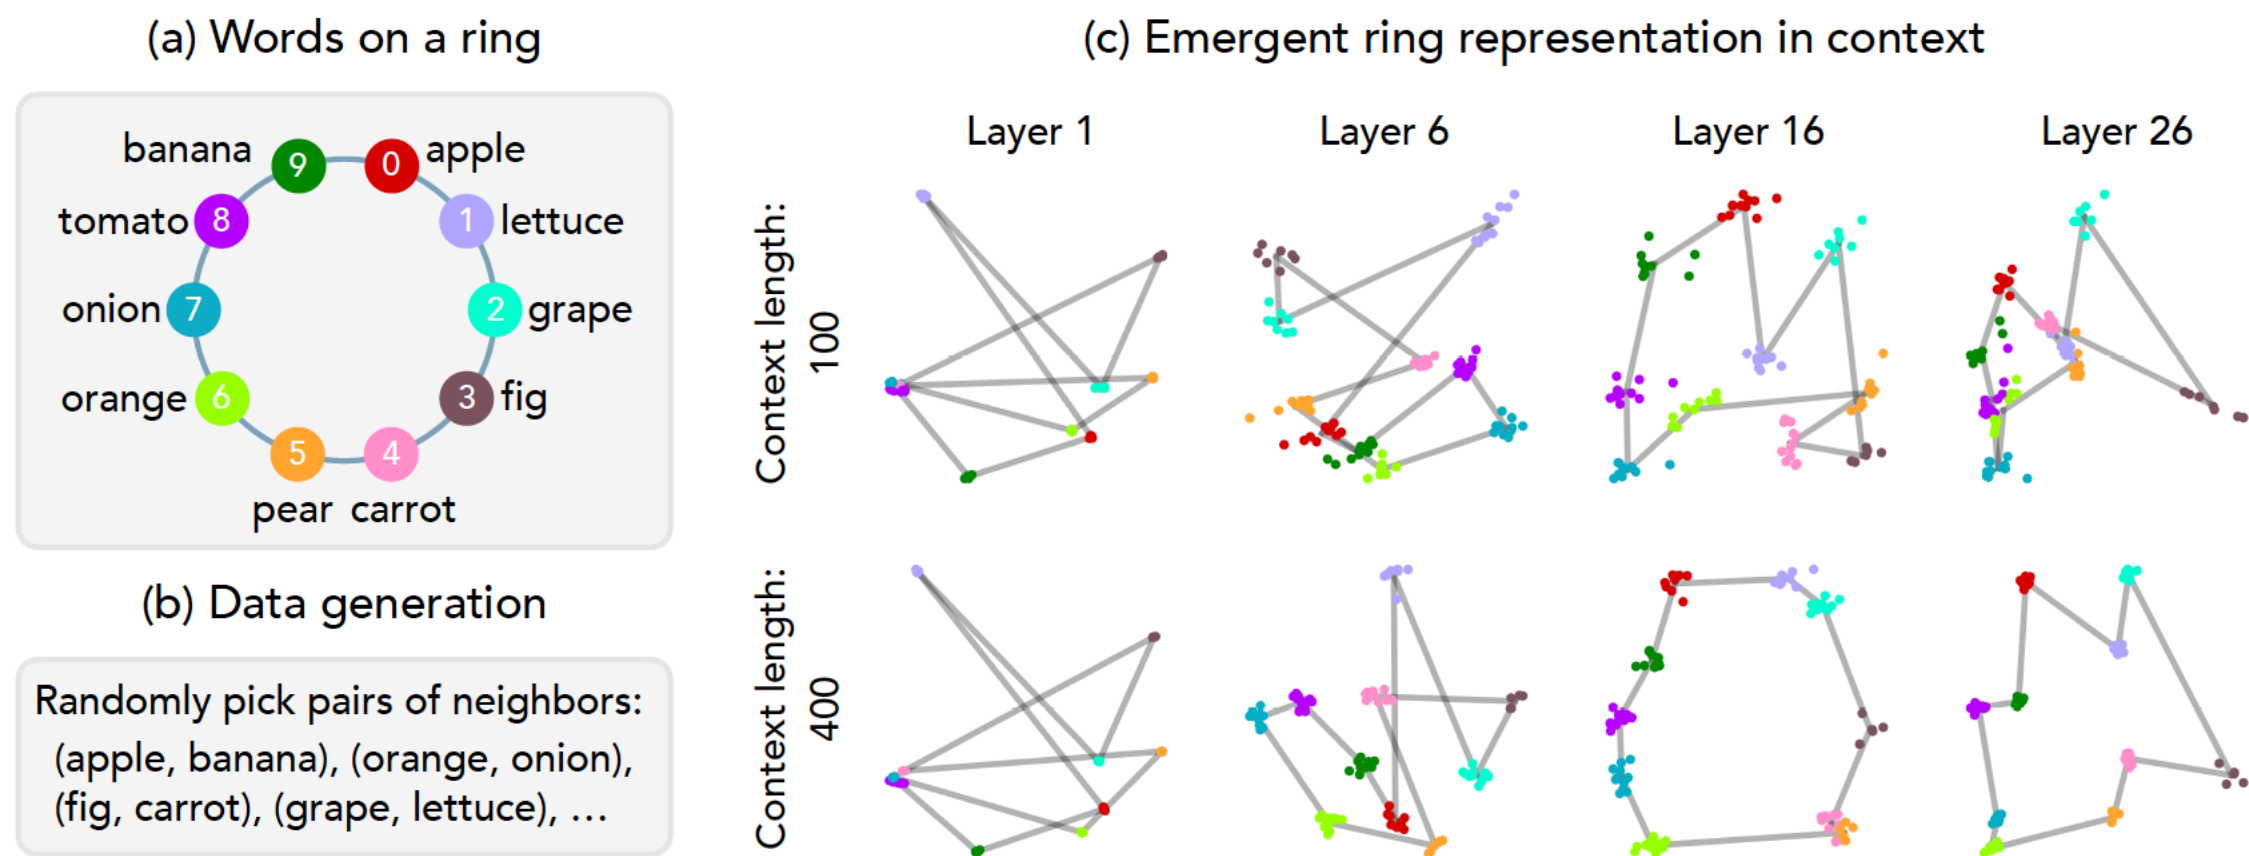 (a) Words on a ring
banana 9 0 apple
tomato 8 1 lettuce
onion 7 2 grape
orange 6 3 fig
5 4
pear carrot
(b) Data generation
Randomly pick pairs of neighbors:
(apple, banana), (orange, onion),
(fig, carrot), (grape, lettuce), …
(c) Emergent ring representation in context
Layer 1 Layer 6 Layer 16 Layer 26
Context length:
100
Context length:
400